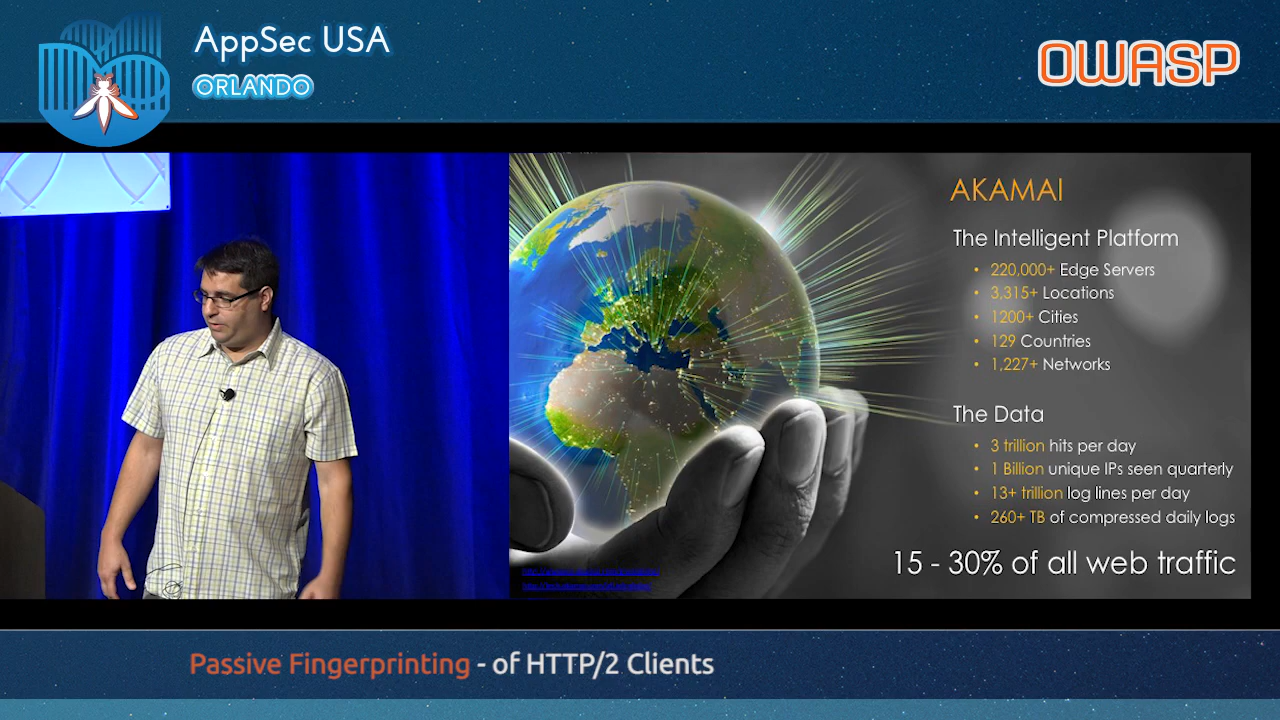 AppSec USA
ORLANDO
OWASP
AKAMAI
The Intelligent Platform
• 220,000+ Edge Servers
• 3,315+ Locations
• 1200+ Cities
• 129 Countries
• 1,227+ Networks
The Data
• 3 trillion hits per day
• 1 Billion unique IPs seen quarterly
• 13+ trillion log lines per day
• 260+ TB of compressed daily logs
15 - 30% of all web traffic
Passive Fingerprinting - of HTTP/2 Clients